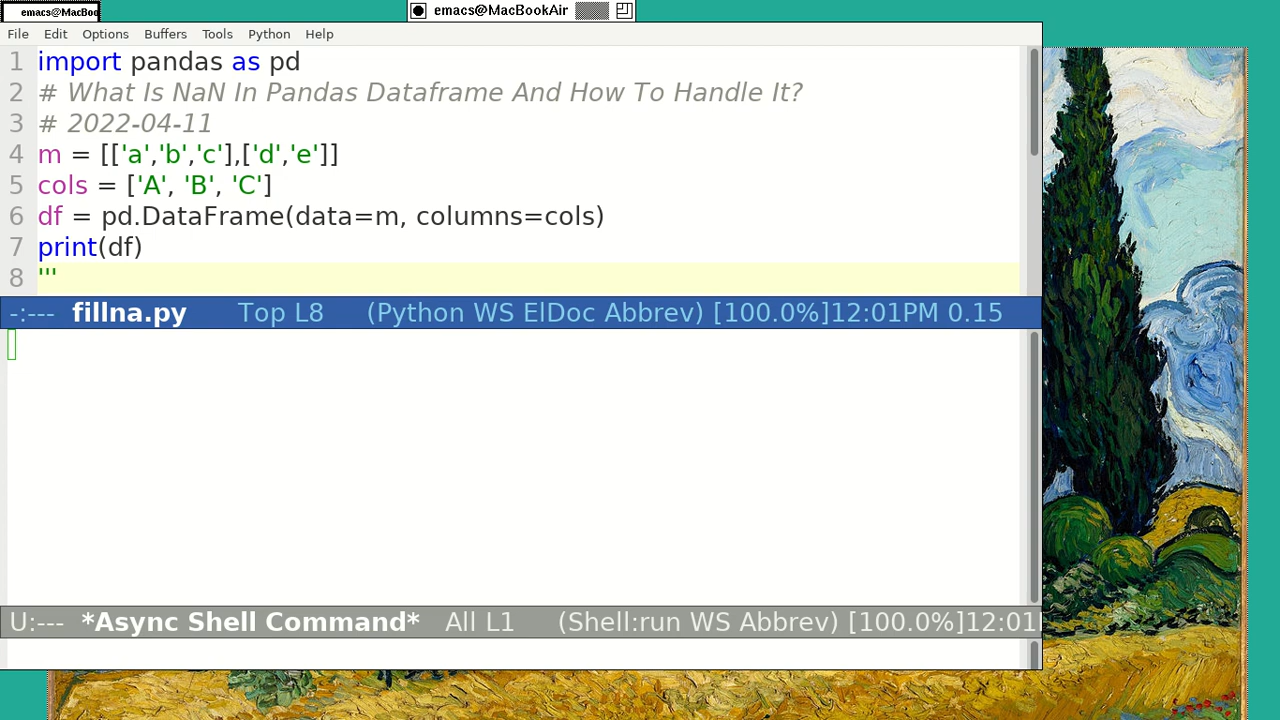 emacs@MacBoo
emacs@MacBookAir
File Edit Options Buffers Tools Python Help
1 import pandas as pd
2 # What Is NaN In Pandas Dataframe And How To Handle It?
3 # 2022-04-11
4 m = [['a','b','c'],['d','e']]
5 cols = ['A', 'B', 'C']
6 df = pd.DataFrame(data=m, columns=cols)
7 print(df)
8 '''
-:--- fillna.py Top L8 (Python WS ElDoc Abbrev) [100.0%]12:01PM 0.15
U:--- *Async Shell Command* All L1 (Shell:run WS Abbrev) [100.0%]12:01